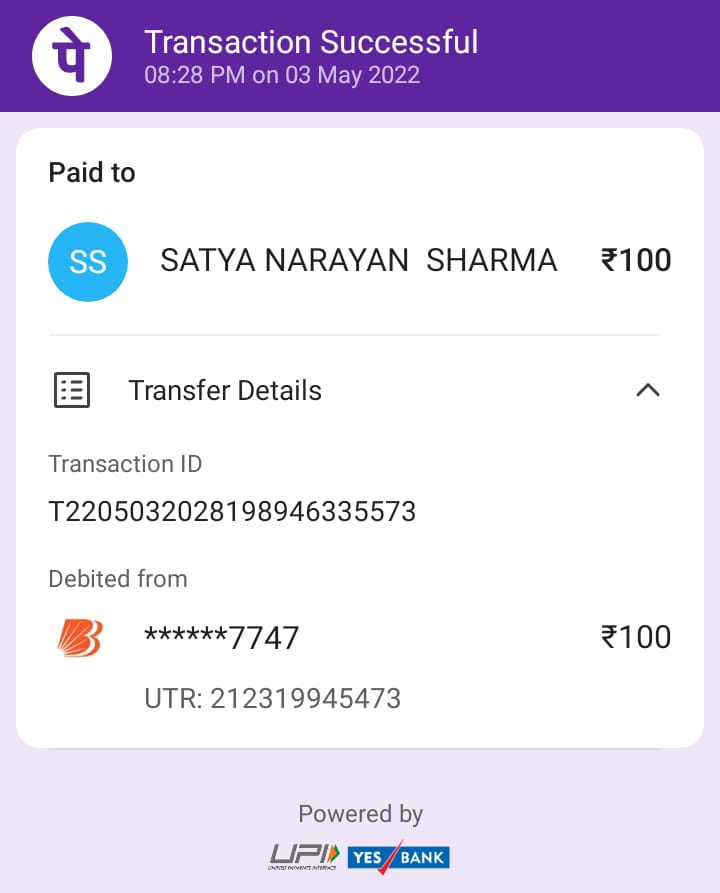 पे
Transaction Successful
08:28 PM on 03 May 2022
Paid to
SS
SATYA NARAYAN SHARMA ₹100
Transfer Details
Transaction ID
T2205032028198946335573
Debited from
******7747 ₹100
UTR: 212319945473
Powered by
UPI YES BANK
UNIFIED PAYMENTS INTERFACE